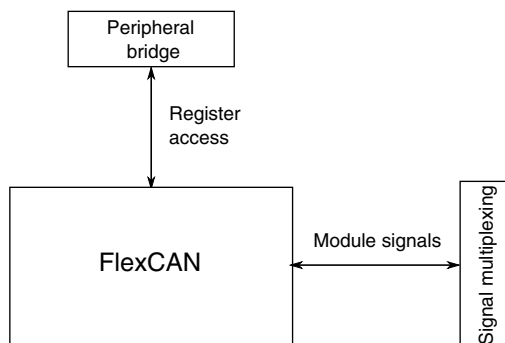 Peripheral
bridge
Register
access
FlexCAN
Module signals
Signal multiplexing